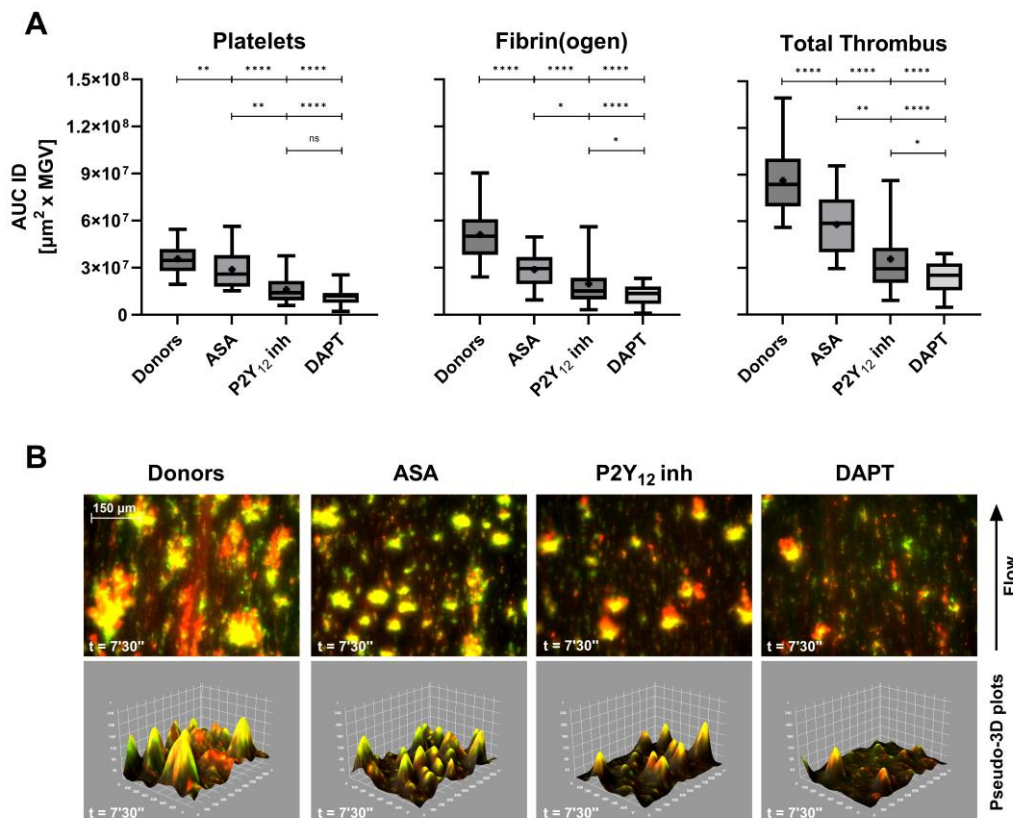 A
Platelets
Fibrin(ogen)
Total Thrombus
AUC ID
[µm² x MGV]
1.5×10⁸
1.2×10⁸
9×10⁷
6×10⁷
3×10⁷
0
** **** ****
** ****
ns
**** **** ****
* ****
*
**** **** ****
** ****
*
Donors ASA P2Y₁₂ inh DAPT
Donors ASA P2Y₁₂ inh DAPT
Donors ASA P2Y₁₂ inh DAPT
B
Donors
ASA
P2Y₁₂ inh
DAPT
150 µm
t = 7'30''
t = 7'30''
t = 7'30''
t = 7'30''
Flow
t = 7'30''
t = 7'30''
t = 7'30''
t = 7'30''
Pseudo-3D plots